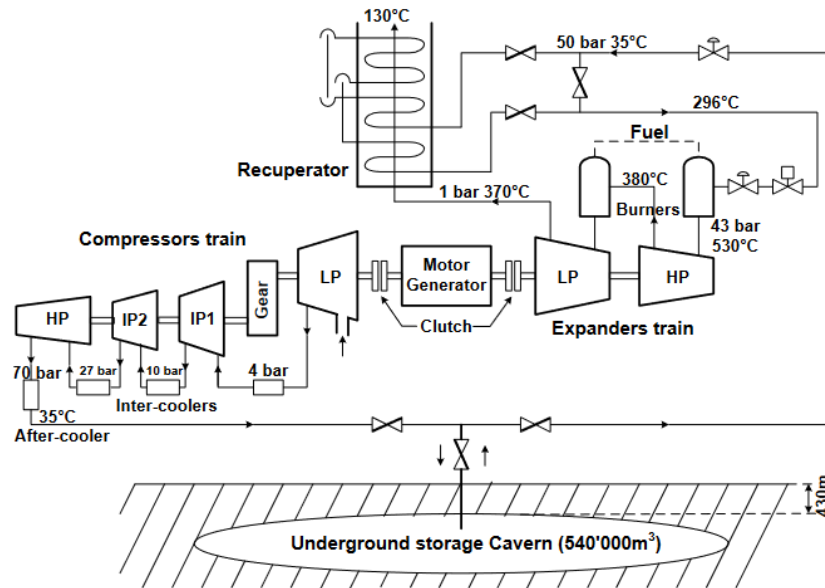 130°C
50 bar 35°C
296°C
Fuel
Recuperator
380°C
1 bar 370°C
Burners
43 bar
530°C
Compressors train
LP
Motor
Generator
LP
HP
Gear
HP
IP2
IP1
Clutch
Expanders train
70 bar
27 bar
10 bar
4 bar
Inter-coolers
35°C
After-cooler
430m
Underground storage Cavern (540'000m³)